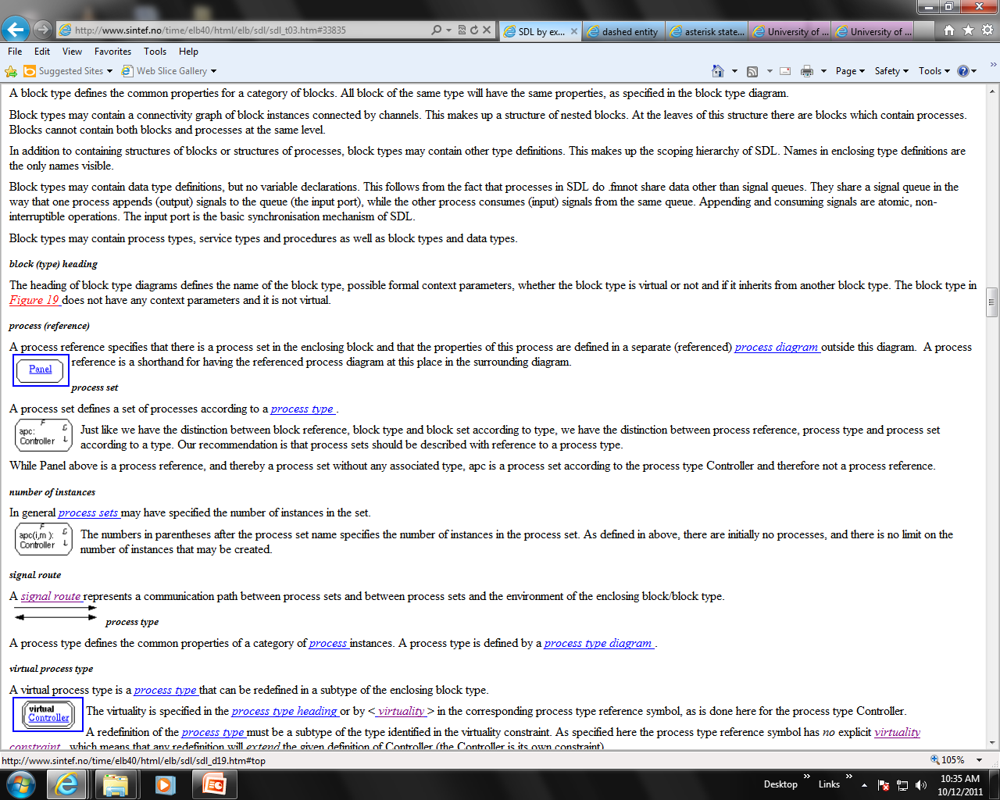 http://www.sintef.no/time/elb40/html/elb/sdl/sdl_t03.htm#33835
SDL by ex...
dashed entity
asterisk state...
University of ...
University of ...
File Edit View Favorites Tools Help
Suggested Sites
Web Slice Gallery
Page
Safety
Tools
A block type defines the common properties for a category of blocks. All block of the same type will have the same properties, as specified in the block type diagram.
Block types may contain a connectivity graph of block instances connected by channels. This makes up a structure of nested blocks. At the leaves of this structure there are blocks which contain processes.
Blocks cannot contain both blocks and processes at the same level.
In addition to containing structures of blocks or structures of processes, block types may contain other type definitions. This makes up the scoping hierarchy of SDL. Names in enclosing type definitions are
the only names visible.
Block types may contain data type definitions, but no variable declarations. This follows from the fact that processes in SDL do .fmnot share data other than signal queues. They share a signal queue in the
way that one process appends (output) signals to the queue (the input port), while the other process consumes (input) signals from the same queue. Appending and consuming signals are atomic, non-
interruptible operations. The input port is the basic synchronisation mechanism of SDL.
Block types may contain process types, service types and procedures as well as block types and data types.
block (type) heading
The heading of block type diagrams defines the name of the block type, possible formal context parameters, whether the block type is virtual or not and if it inherits from another block type. The block type in
Figure 19 does not have any context parameters and it is not virtual.
process (reference)
A process reference specifies that there is a process set in the enclosing block and that the properties of this process are defined in a separate (referenced) process diagram outside this diagram. A process
Panel
reference is a shorthand for having the referenced process diagram at this place in the surrounding diagram.
process set
A process set defines a set of processes according to a process type .
apc:
Controller
Just like we have the distinction between block reference, block type and block set according to type, we have the distinction between process reference, process type and process set
according to a type. Our recommendation is that process sets should be described with reference to a process type.
While Panel above is a process reference, and thereby a process set without any associated type, apc is a process set according to the process type Controller and therefore not a process reference.
number of instances
In general process sets may have specified the number of instances in the set.
apc(i,m ):
Controller
The numbers in parentheses after the process set name specifies the number of instances in the process set. As defined in above, there are initially no processes, and there is no limit on the
number of instances that may be created.
signal route
A signal route represents a communication path between process sets and between process sets and the environment of the enclosing block/block type.
process type
A process type defines the common properties of a category of process instances. A process type is defined by a process type diagram .
virtual process type
A virtual process type is a process type that can be redefined in a subtype of the enclosing block type.
virtual
Controller
The virtuality is specified in the process type heading or by < virtuality > in the corresponding process type reference symbol, as is done here for the process type Controller.
A redefinition of the process type must be a subtype of the type identified in the virtuality constraint. As specified here the process type reference symbol has no explicit virtuality
constraint , which means that any redefinition will extend the given definition of Controller (the Controller is its own constraint)
http://www.sintef.no/time/elb40/html/elb/sdl/sdl_d19.htm#top
105%
Desktop
Links
10:35 AM
10/12/2011